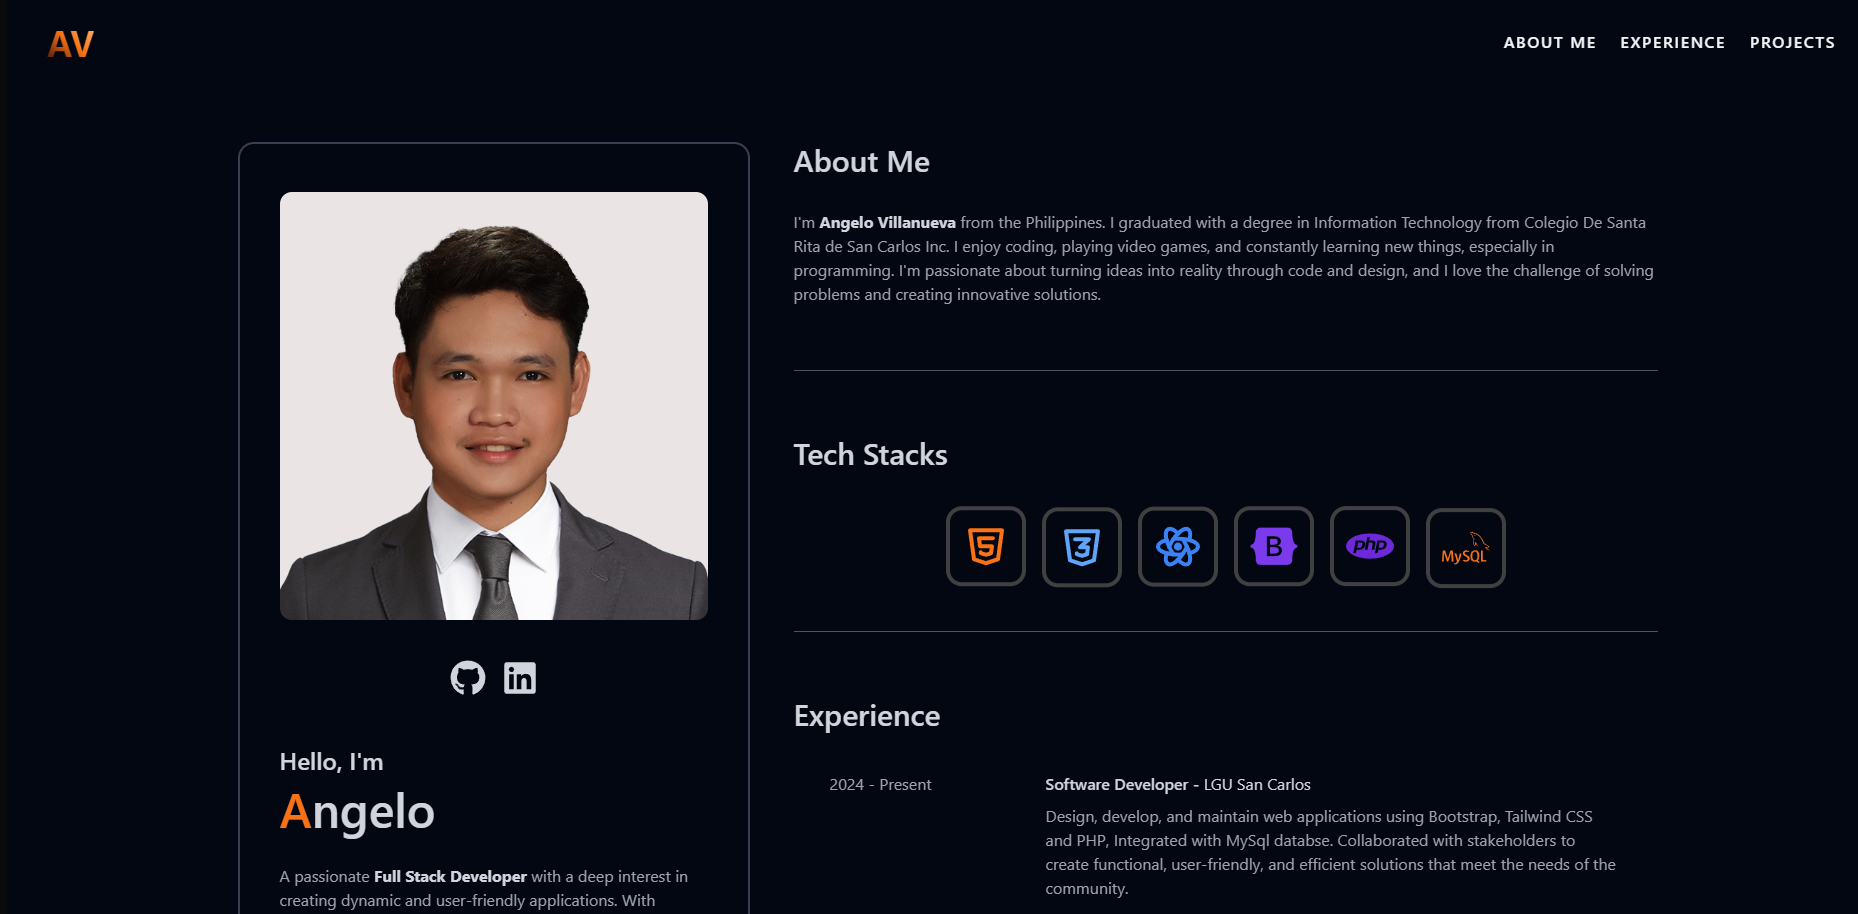 AV
ABOUT ME EXPERIENCE PROJECTS
About Me
I'm Angelo Villanueva from the Philippines. I graduated with a degree in Information Technology from Colegio De Santa
Rita de San Carlos Inc. I enjoy coding, playing video games, and constantly learning new things, especially in
programming. I'm passionate about turning ideas into reality through code and design, and I love the challenge of solving
problems and creating innovative solutions.
Tech Stacks
5 3 B php MySQL
in
Hello, I'm
Angelo
A passionate Full Stack Developer with a deep interest in
creating dynamic and user-friendly applications. With
Experience
2024 - Present
Software Developer - LGU San Carlos
Design, develop, and maintain web applications using Bootstrap, Tailwind CSS
and PHP, Integrated with MySql databse. Collaborated with stakeholders to
create functional, user-friendly, and efficient solutions that meet the needs of the
community.